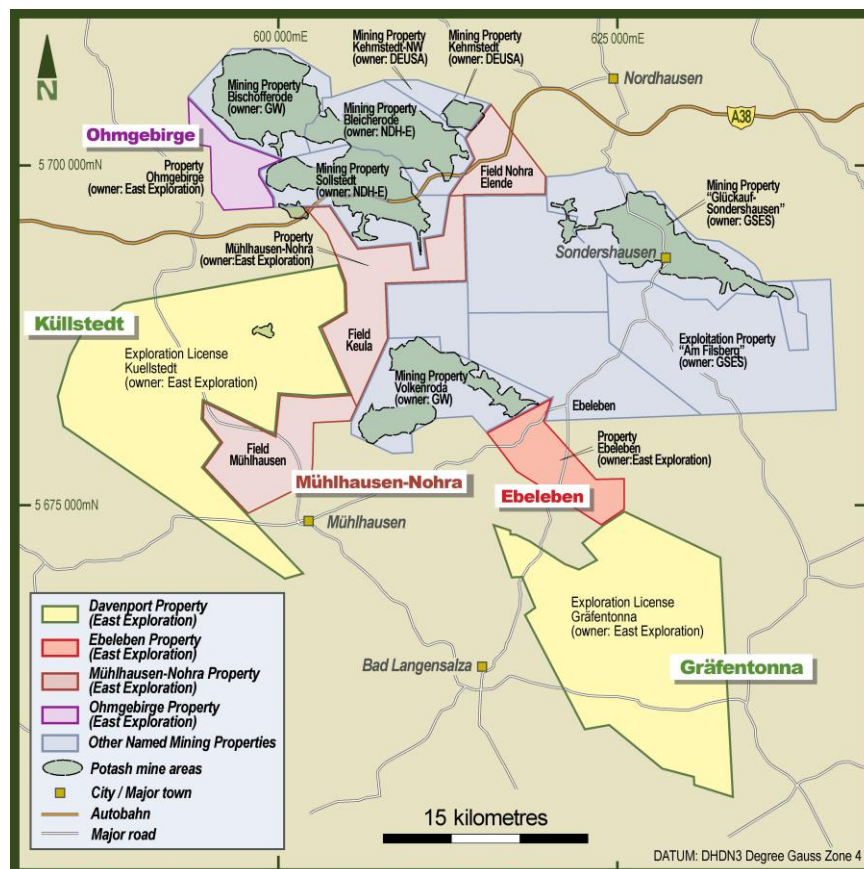 600 000mE
625 000mE
Mining Property
Kehmstedt-NW
(owner: DEUSA)
Mining Property
Kehmstedt
(owner: DEUSA)
N
Mining Property
Bischofferode
(owner: GW)
Nordhausen
A38
Mining Property
Bleicherode
(owner: NDH-E)
Ohmgebirge
5 700 000mN
Property
Ohmgebirge
(owner: East Exploration)
Mining Property
Sollstedt
(owner: NDH-E)
Field Nohra
Elende
Mining Property
"Glückauf-
Sondershausen"
(owner: GSES)
Property
Mühlhausen-Nohra
(owner:East Exploration)
Sondershausen
Küllstedt
Exploration License
Kuellstedt
(owner: East Exploration)
Field
Keula
Exploitation Property
"Am Filsberg"
(owner: GSES)
Mining Property
Volkenroda
(owner: GW)
Ebeleben
Field
Mühlhausen
Property
Ebeleben
(owner:East Exploration)
Mühlhausen-Nohra
Ebeleben
5 675 000mN
Mühlhausen
Exploration License
Gräfentonna
(owner: East Exploration)
Bad Langensalza
Gräfentonna
Davenport Property
(East Exploration)
Ebeleben Property
(East Exploration)
Mühlhausen-Nohra Property
(East Exploration)
Ohmgebirge Property
(East Exploration)
Other Named Mining Properties
Potash mine areas
City / Major town
Autobahn
Major road
15 kilometres
DATUM: DHDN3 Degree Gauss Zone 4